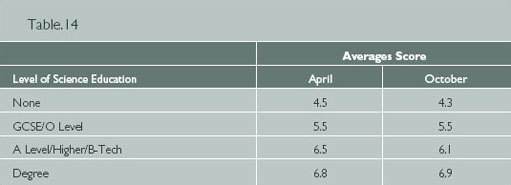 Table.14
Averages Score
Level of Science Education April October
None 4.5 4.3
GCSE/O Level 5.5 5.5
A Level/Higher/B-Tech 6.5 6.1
Degree 6.8 6.9